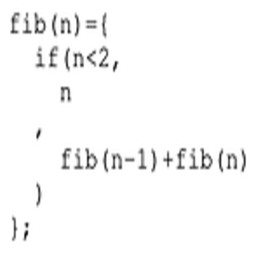 fib(n)={
if(n<2,
n
,
fib(n-1)+fib(n)
)
};